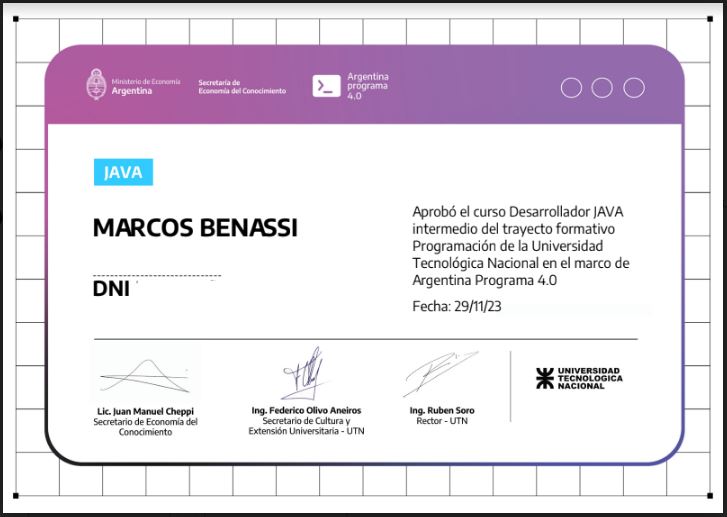 Ministerio de Economía
Argentina
Secretaría de
Economía del Conocimiento
Argentina
programa
4.0
JAVA
MARCOS BENASSI
DNI
Aprobó el curso Desarrollador JAVA
intermedio del trayecto formativo
Programación de la Universidad
Tecnológica Nacional en el marco de
Argentina Programa 4.0
Fecha: 29/11/23
Lic. Juan Manuel Cheppi
Secretario de Economía del
Conocimiento
Ing. Federico Olivo Aneiros
Secretario de Cultura y
Extensión Universitaria - UTN
Ing. Ruben Soro
Rector - UTN
UNIVERSIDAD
TECNOLOGICA
NACIONAL